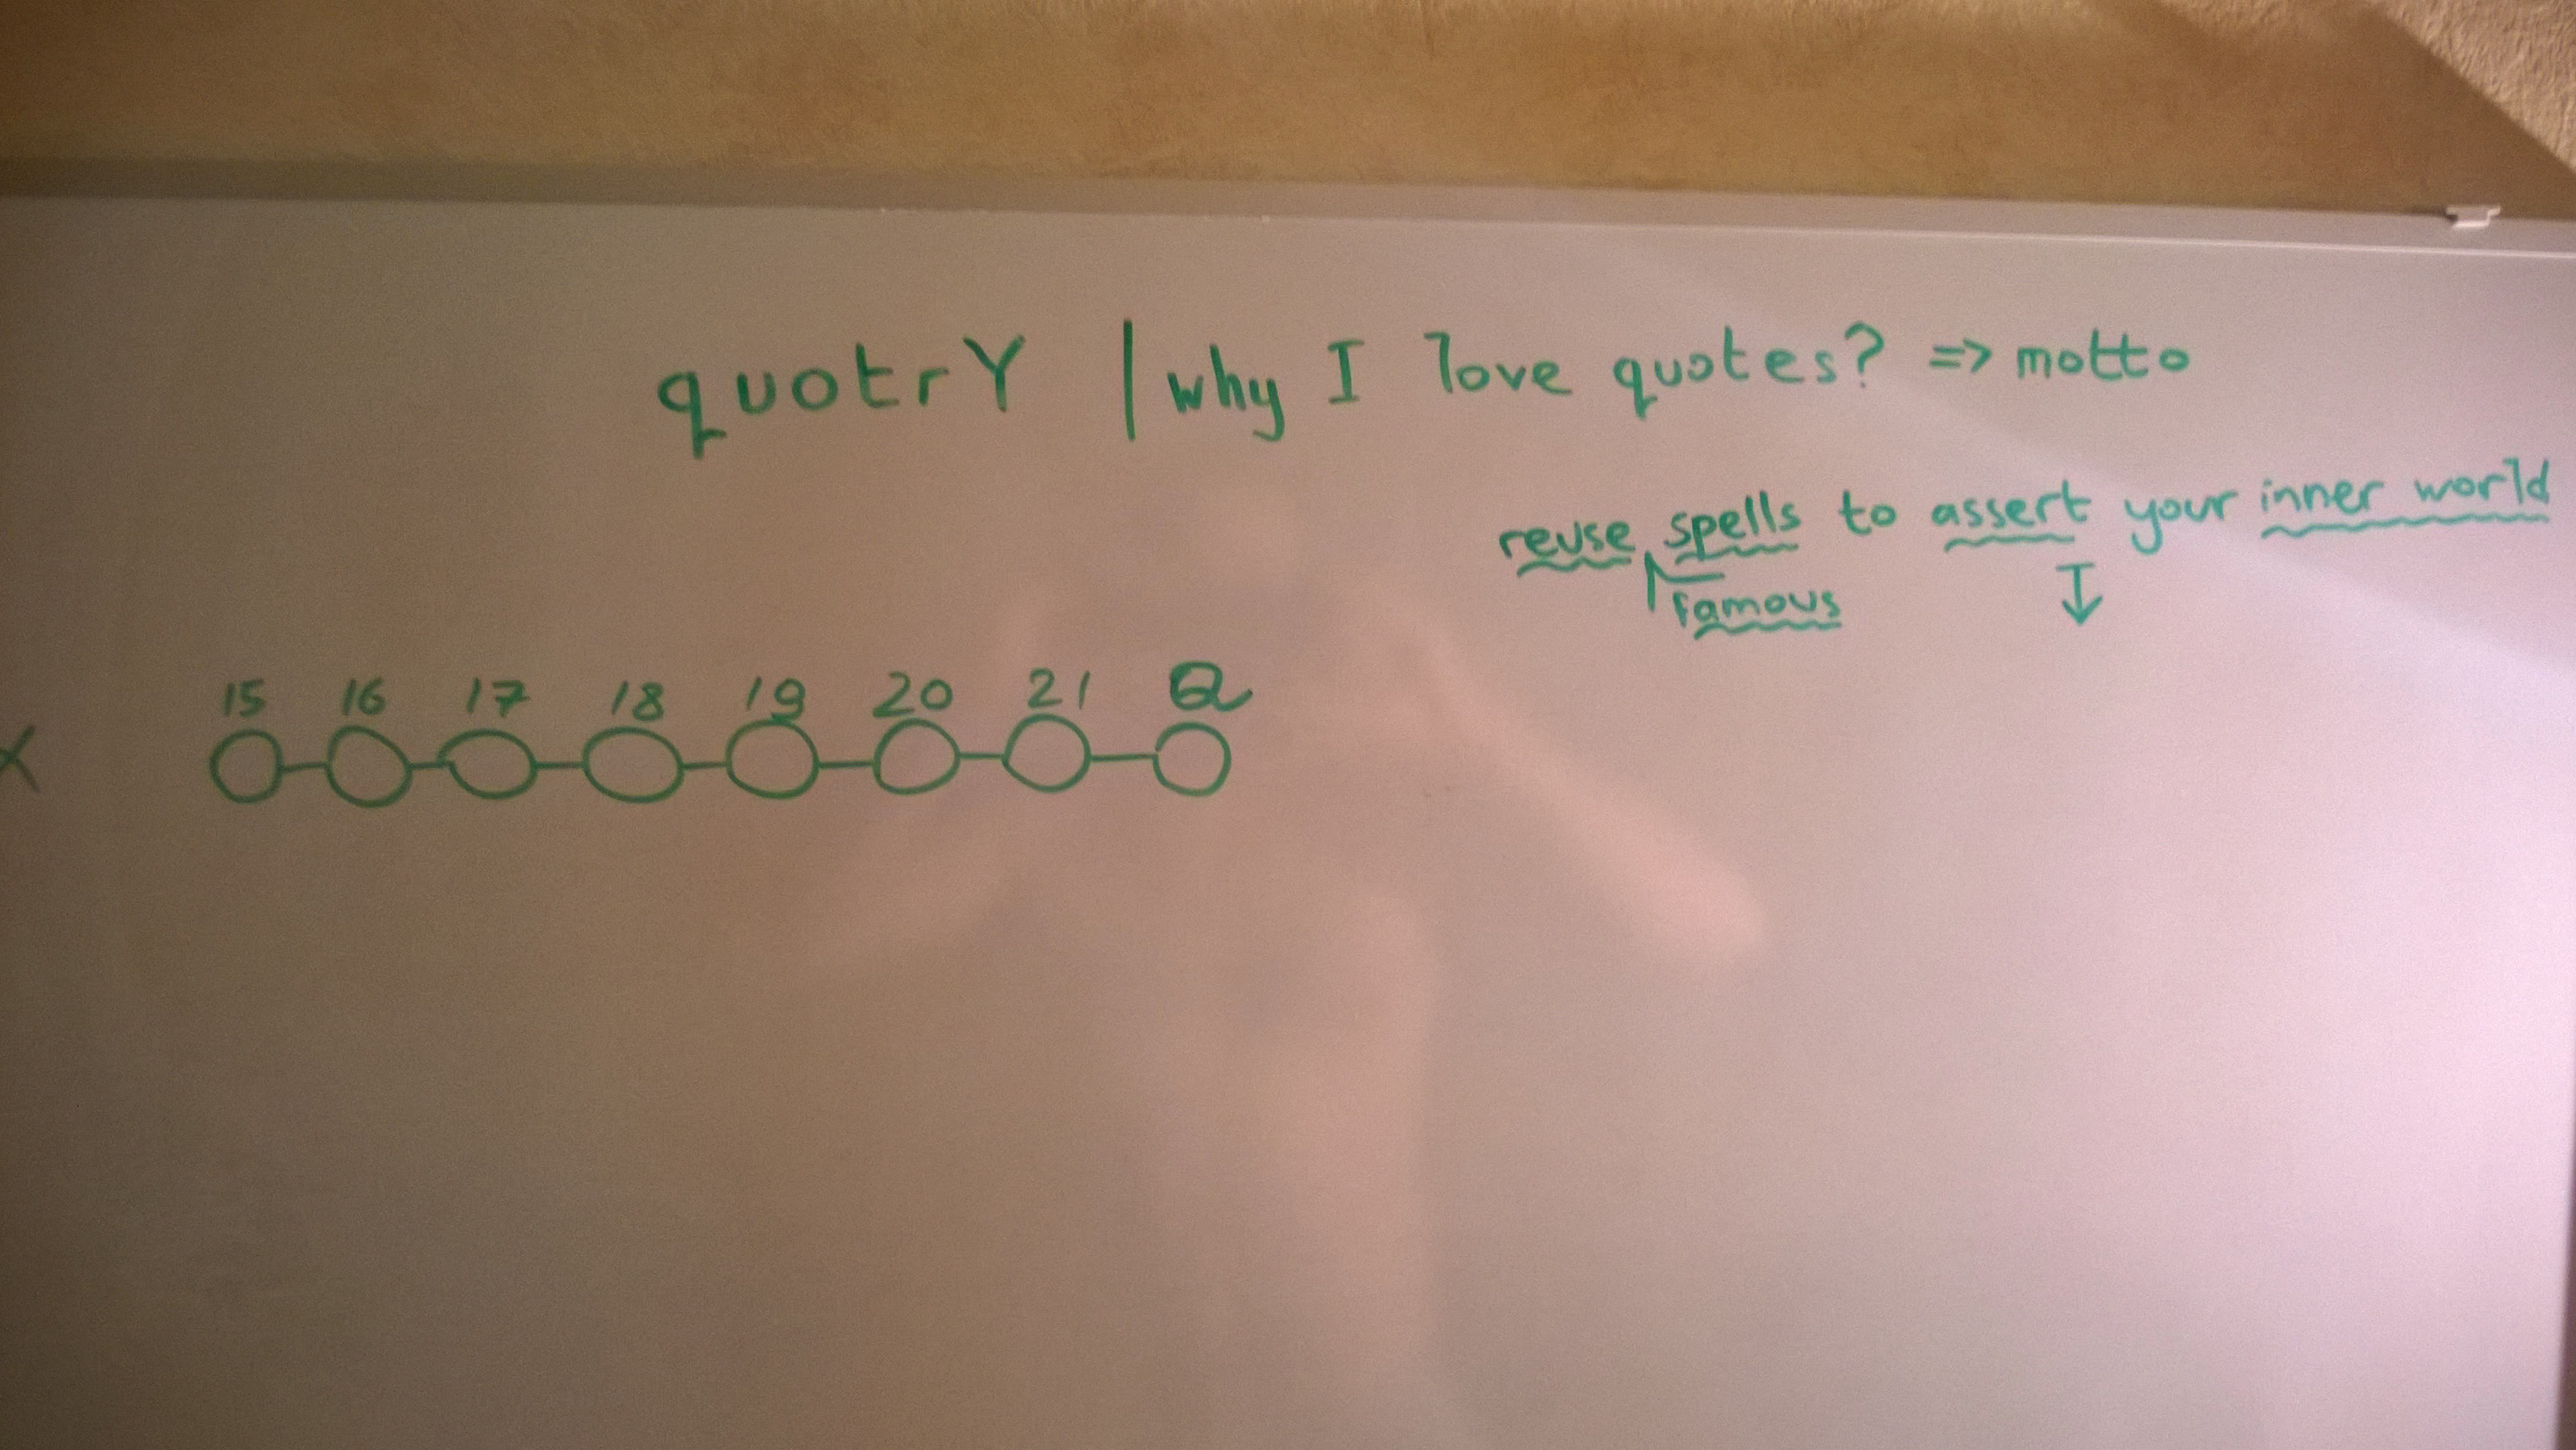 quotrY | why I love quotes? => motto
reuse spells to assert your inner world
famous
15 16 17 18 19 20 21 Q
X